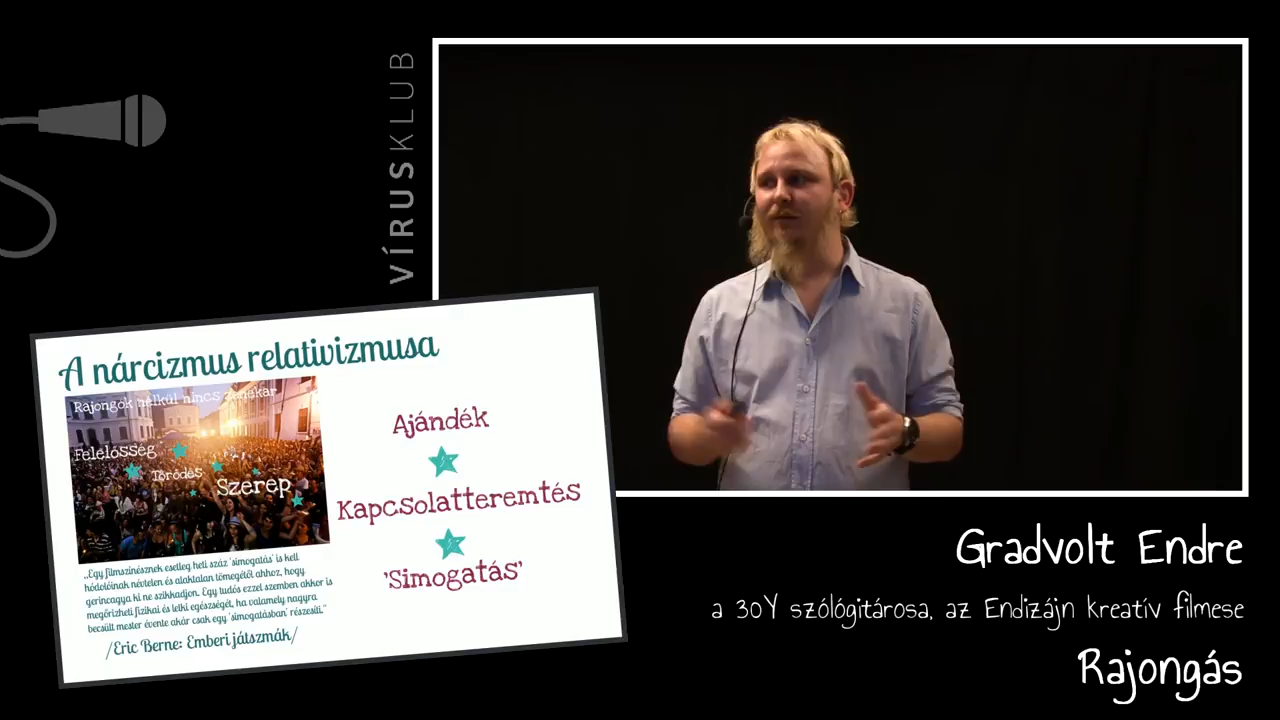 VÍRUSKLUB
A nárcizmus relativizmusa
Rajongók nélkül nincs zenekar
Felelősség
Törődés
Szerep
„Egy filmszínésznek esetleg heti száz 'simogatás' is kell
hódolóinak névtelen és alaktalan tömegétől ahhoz, hogy
gerincagya ki ne szikkadjon. Egy tudós ezzel szemben akkor is
megőrizheti fizikai és lelki egészségét, ha valamely nagyra
becsült mester évente akár csak egy 'simogatásban' részesíti."
/Eric Berne: Emberi játszmák/
Ajándék
Kapcsolatteremtés
'Simogatás'
Gradvolt Endre
a 30Y szólógitárosa, az Endizájn kreatív filmese
Rajongás